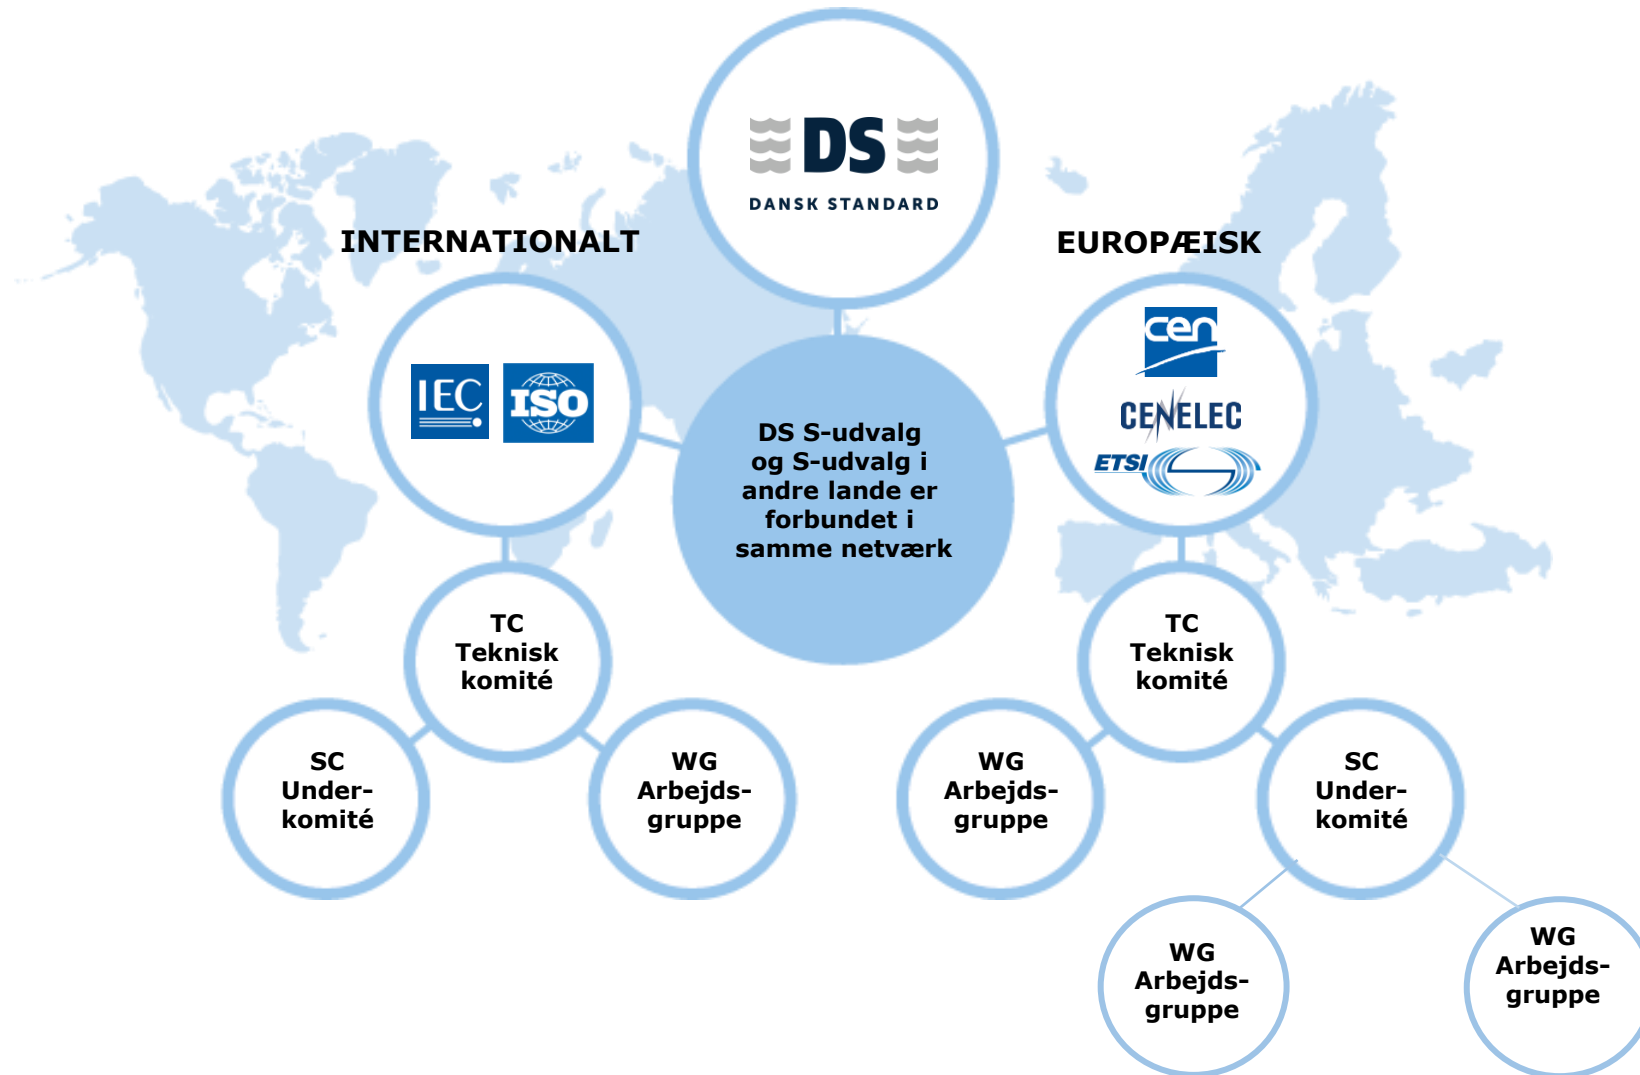 DS
DANSK STANDARD
INTERNATIONALT
EUROPÆISK
IEC
ISO
cen
CENELEC
ETSI
DS S-udvalg
og S-udvalg i
andre lande er
forbundet i
samme netværk
TC
Teknisk
komité
TC
Teknisk
komité
SC
Under-
komité
WG
Arbejds-
gruppe
WG
Arbejds-
gruppe
SC
Under-
komité
WG
Arbejds-
gruppe
WG
Arbejds-
gruppe